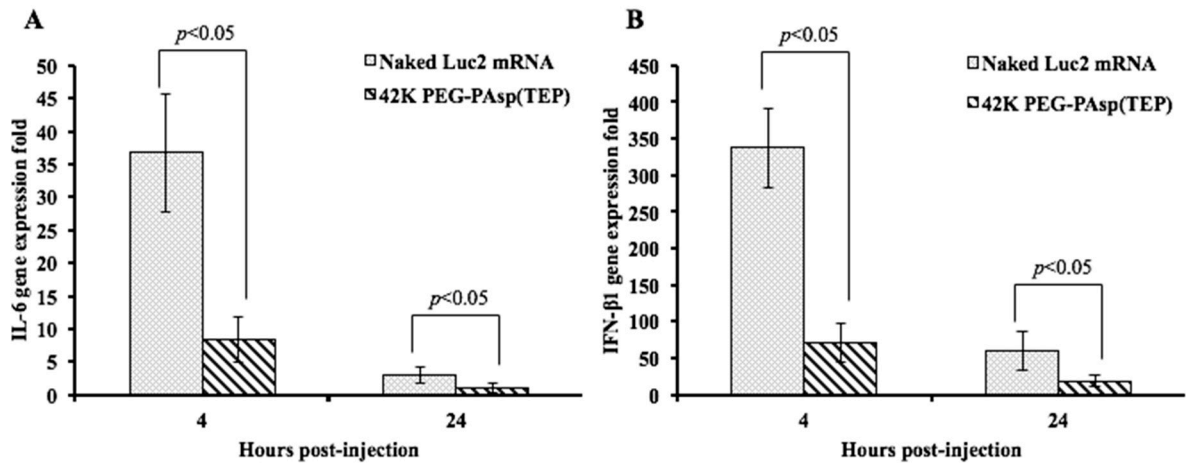 A
p<0.05
Naked Luc2 mRNA
42K PEG-PAsp(TEP)
IL-6 gene expression fold
50
45
40
35
30
25
20
15
10
5
0
p<0.05
4
24
Hours post-injection
B
p<0.05
Naked Luc2 mRNA
42K PEG-PAsp(TEP)
IFN-β1 gene expression fold
450
400
350
300
250
200
150
100
50
0
p<0.05
4
24
Hours post-injection